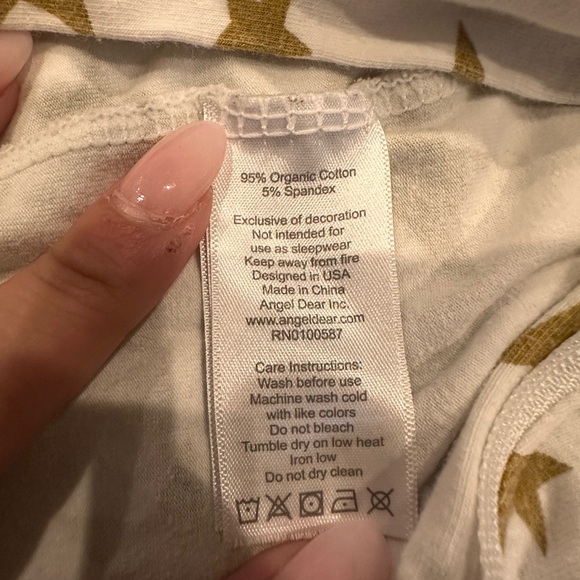 95% Organic Cotton
5% Spandex
Exclusive of decoration
Not intended for
use as sleepwear
Keep away from fire
Designed in USA
Made in China
Angel Dear Inc.
www.angeldear.com
RN0100587
Care Instructions:
Wash before use
Machine wash cold
with like colors
Do not bleach
Tumble dry on low heat
Iron low
Do not dry clean